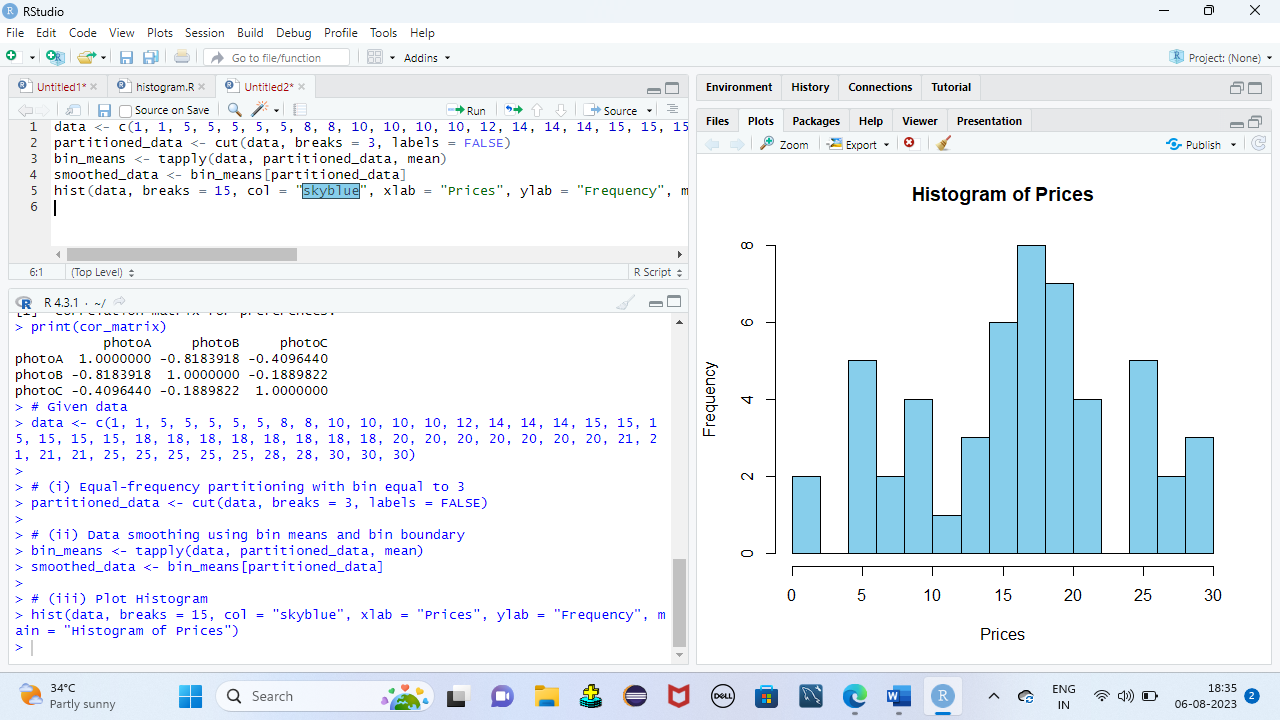 RStudio
File Edit Code View Plots Session Build Debug Profile Tools Help
Go to file/function Addins Project: (None)
Untitled1* histogram.R Untitled2*
Source on Save Run Source
1 data <- c(1, 1, 5, 5, 5, 5, 5, 8, 8, 10, 10, 10, 10, 12, 14, 14, 14, 15, 15, 15
2 partitioned_data <- cut(data, breaks = 3, labels = FALSE)
3 bin_means <- tapply(data, partitioned_data, mean)
4 smoothed_data <- bin_means[partitioned_data]
5 hist(data, breaks = 15, col = "skyblue", xlab = "Prices", ylab = "Frequency", m
6
6:1 (Top Level) R Script
R 4.3.1 · ~/
[1] "Correlation matrix for preferences:"
> print(cor_matrix)
photoA photoB photoC
photoA 1.0000000 -0.8183918 -0.4096440
photoB -0.8183918 1.0000000 -0.1889822
photoC -0.4096440 -0.1889822 1.0000000
> # Given data
> data <- c(1, 1, 5, 5, 5, 5, 5, 8, 8, 10, 10, 10, 10, 12, 14, 14, 14, 15, 15, 1
5, 15, 15, 15, 18, 18, 18, 18, 18, 18, 18, 18, 20, 20, 20, 20, 20, 20, 20, 21, 2
1, 21, 21, 25, 25, 25, 25, 25, 28, 28, 30, 30, 30)
>
> # (i) Equal-frequency partitioning with bin equal to 3
> partitioned_data <- cut(data, breaks = 3, labels = FALSE)
>
> # (ii) Data smoothing using bin means and bin boundary
> bin_means <- tapply(data, partitioned_data, mean)
> smoothed_data <- bin_means[partitioned_data]
>
> # (iii) Plot Histogram
> hist(data, breaks = 15, col = "skyblue", xlab = "Prices", ylab = "Frequency", m
ain = "Histogram of Prices")
>
Environment History Connections Tutorial
Files Plots Packages Help Viewer Presentation
Zoom Export Publish
Histogram of Prices
Frequency
8
6
4
2
0
0 5 10 15 20 25 30
Prices
34°C
Partly sunny
Search
DELL
ENG
IN
18:35
06-08-2023
2